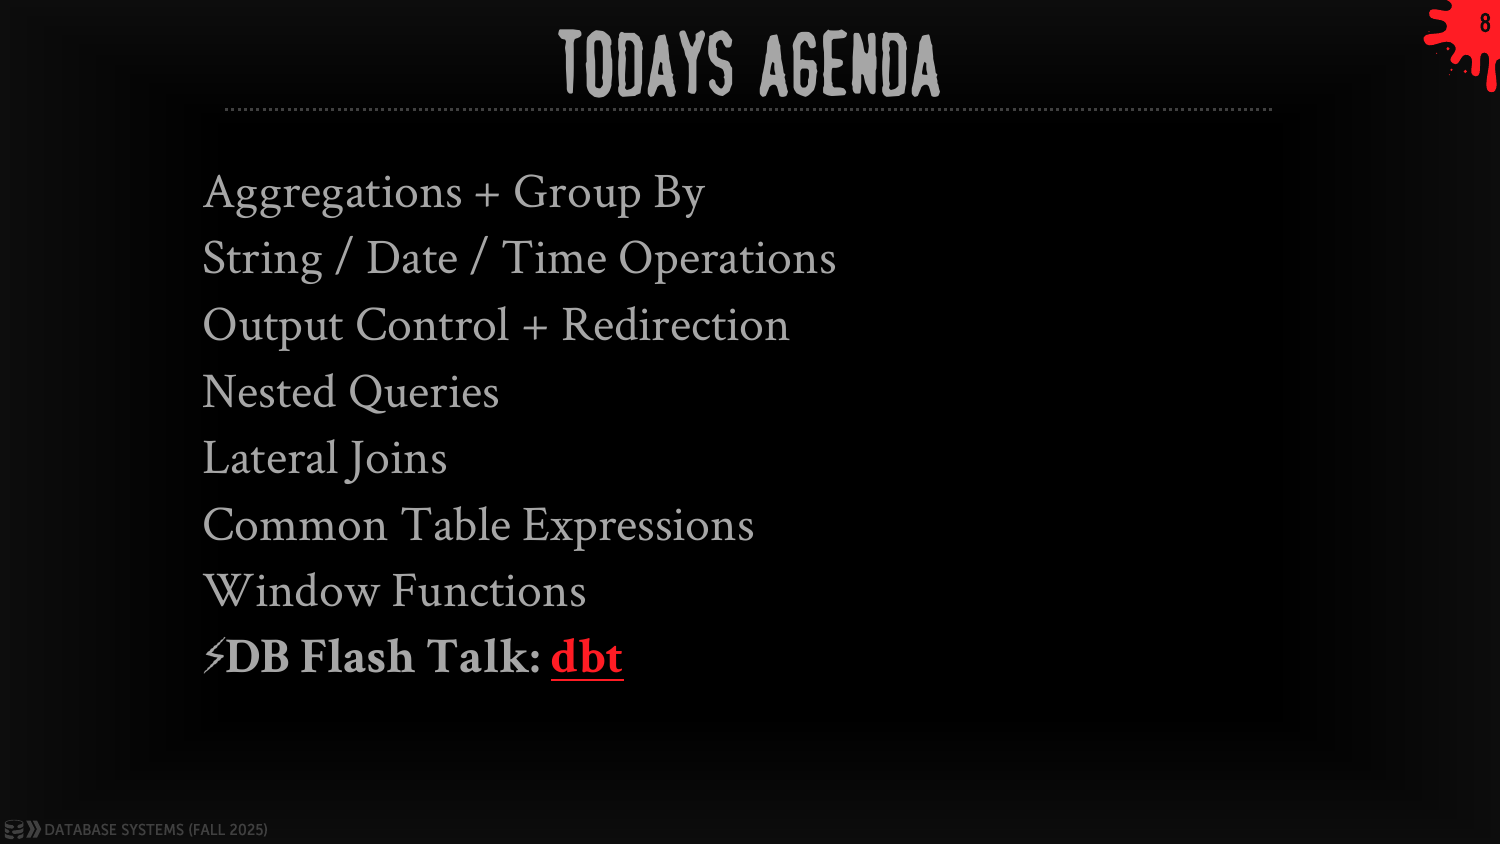 8
TODAYS AGENDA
Aggregations + Group By
String / Date / Time Operations
Output Control + Redirection
Nested Queries
Lateral Joins
Common Table Expressions
Window Functions
⚡DB Flash Talk: dbt
DATABASE SYSTEMS (FALL 2025)